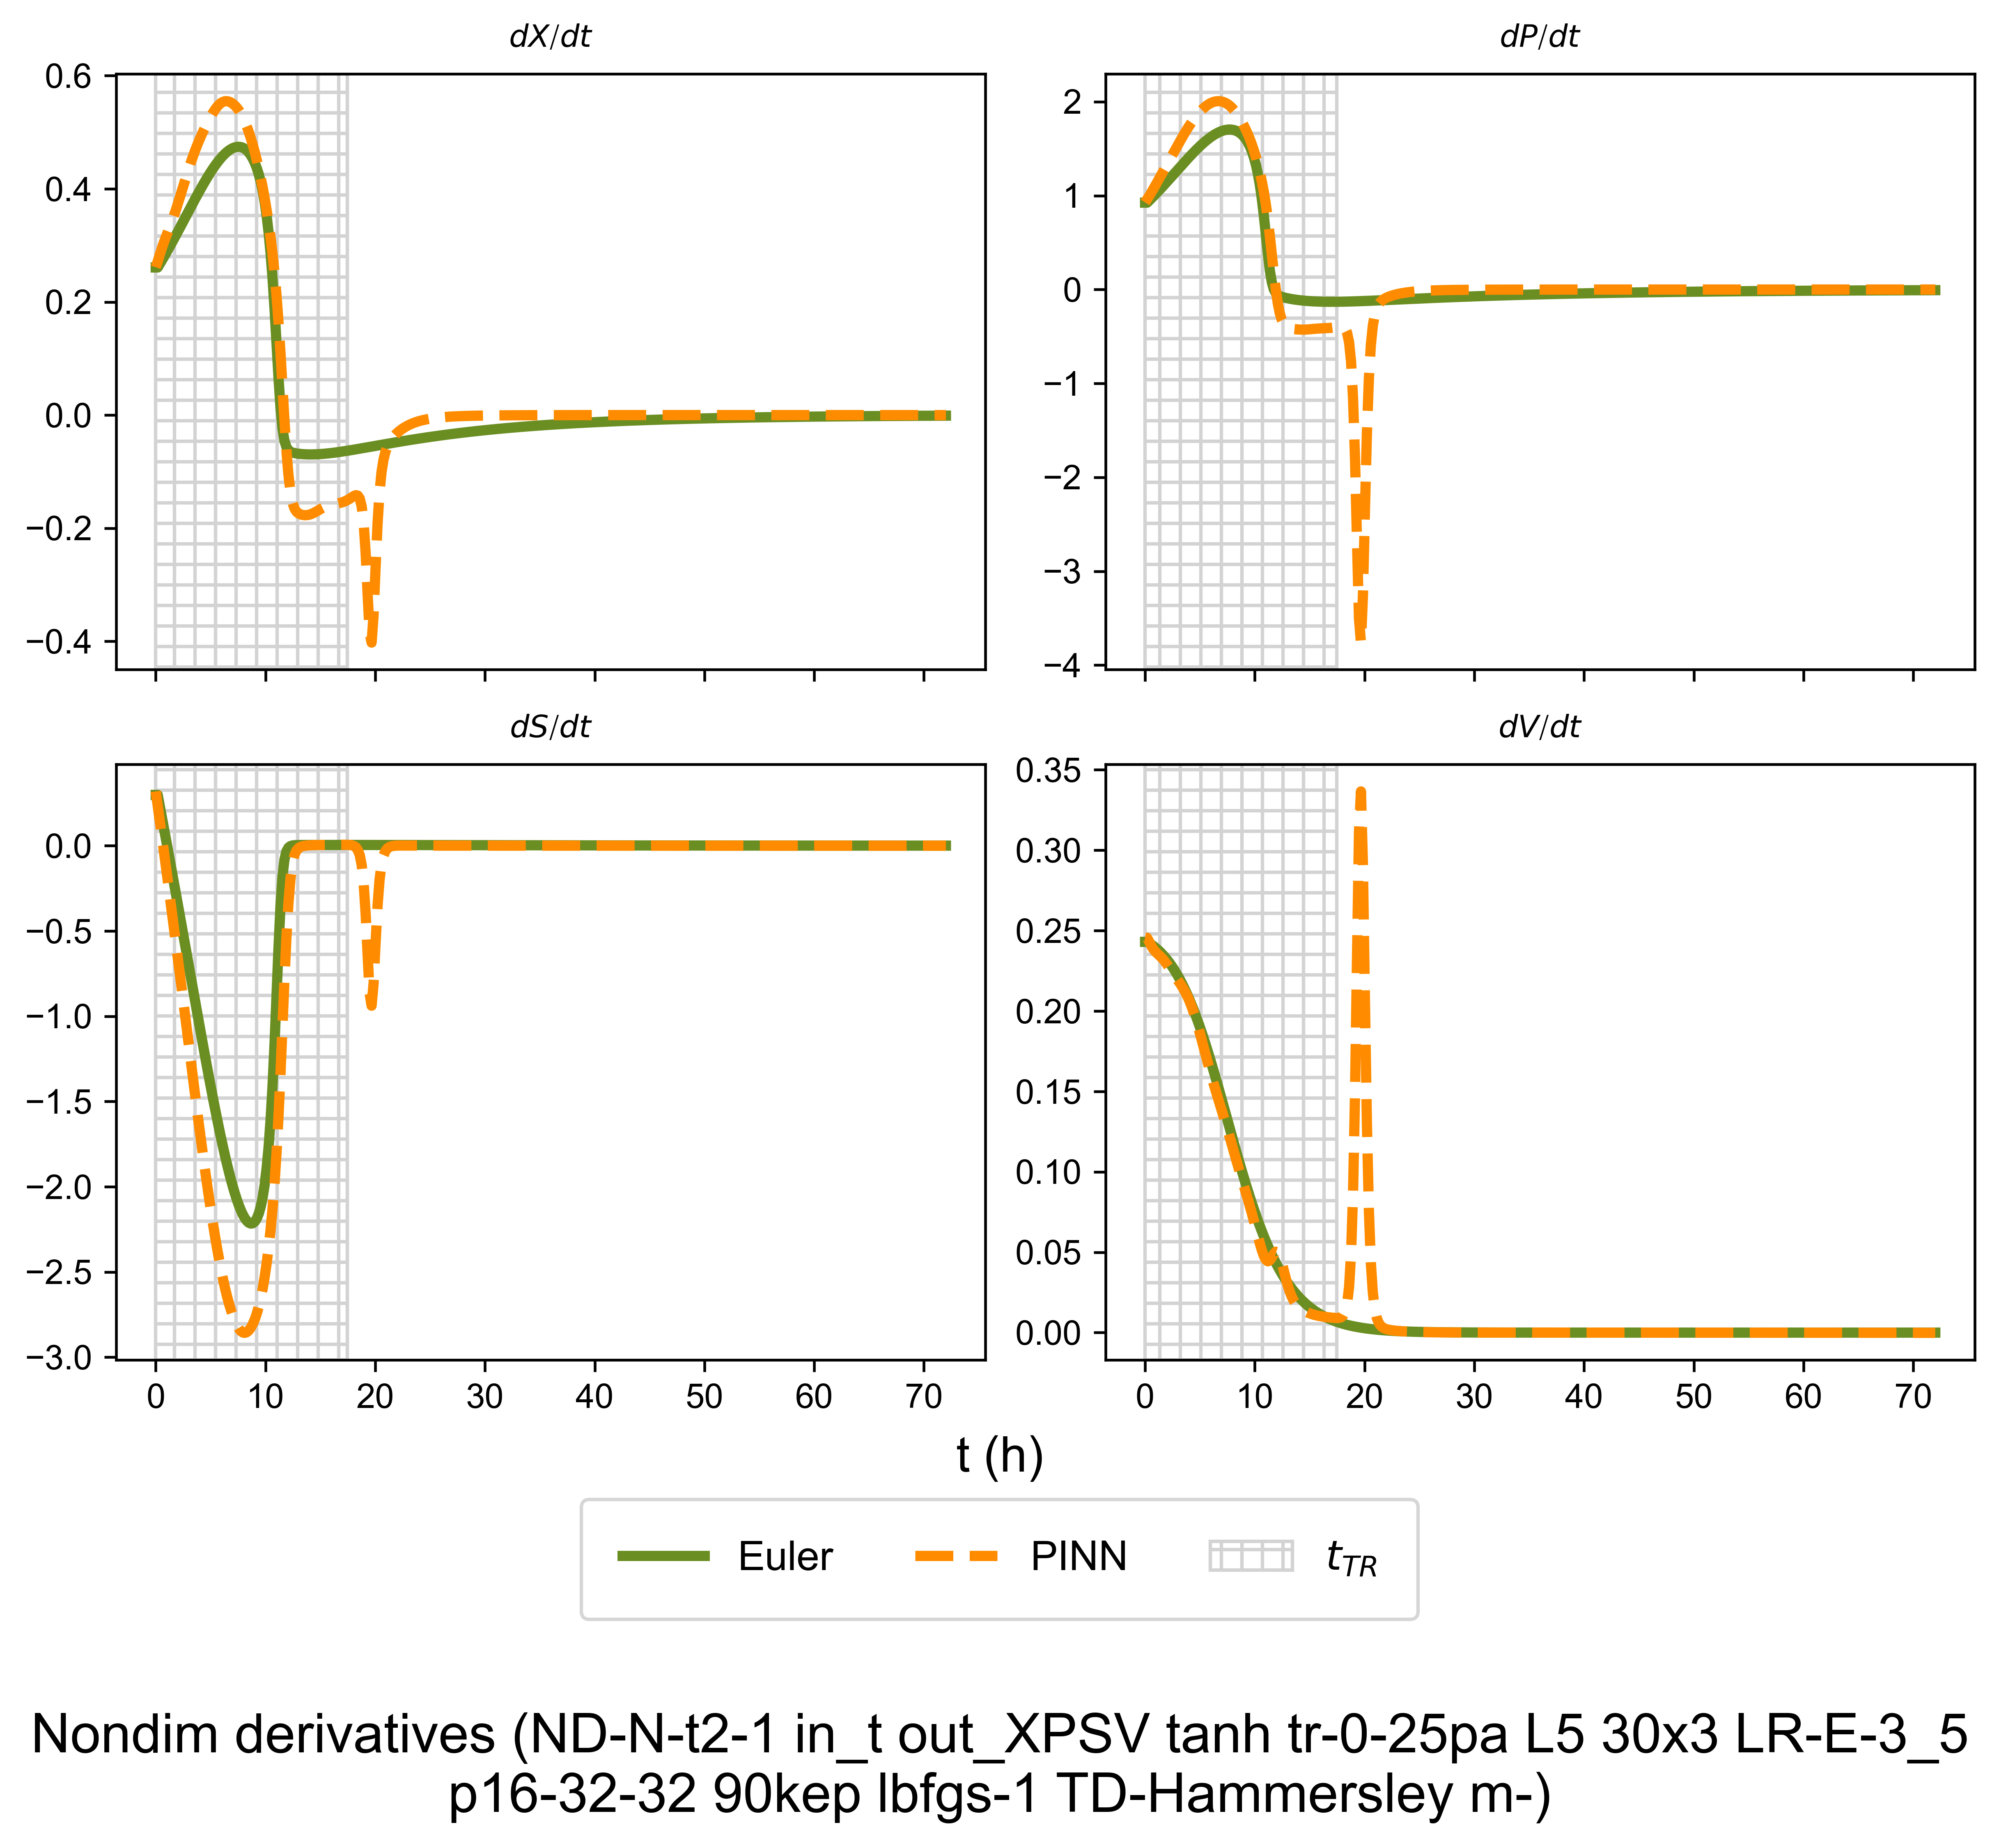 dX/dt
dP/dt
0.6
0.4
0.2
0.0
−0.2
−0.4
2
1
0
−1
−2
−3
−4
dS/dt
dV/dt
0.0
−0.5
−1.0
−1.5
−2.0
−2.5
−3.0
0 10 20 30 40 50 60 70
0.35
0.30
0.25
0.20
0.15
0.10
0.05
0.00
0 10 20 30 40 50 60 70
t (h)
Euler PINN t_TR
Nondim derivatives (ND-N-t2-1 in_t out_XPSV tanh tr-0-25pa L5 30x3 LR-E-3_5
p16-32-32 90kep lbfgs-1 TD-Hammersley m-)